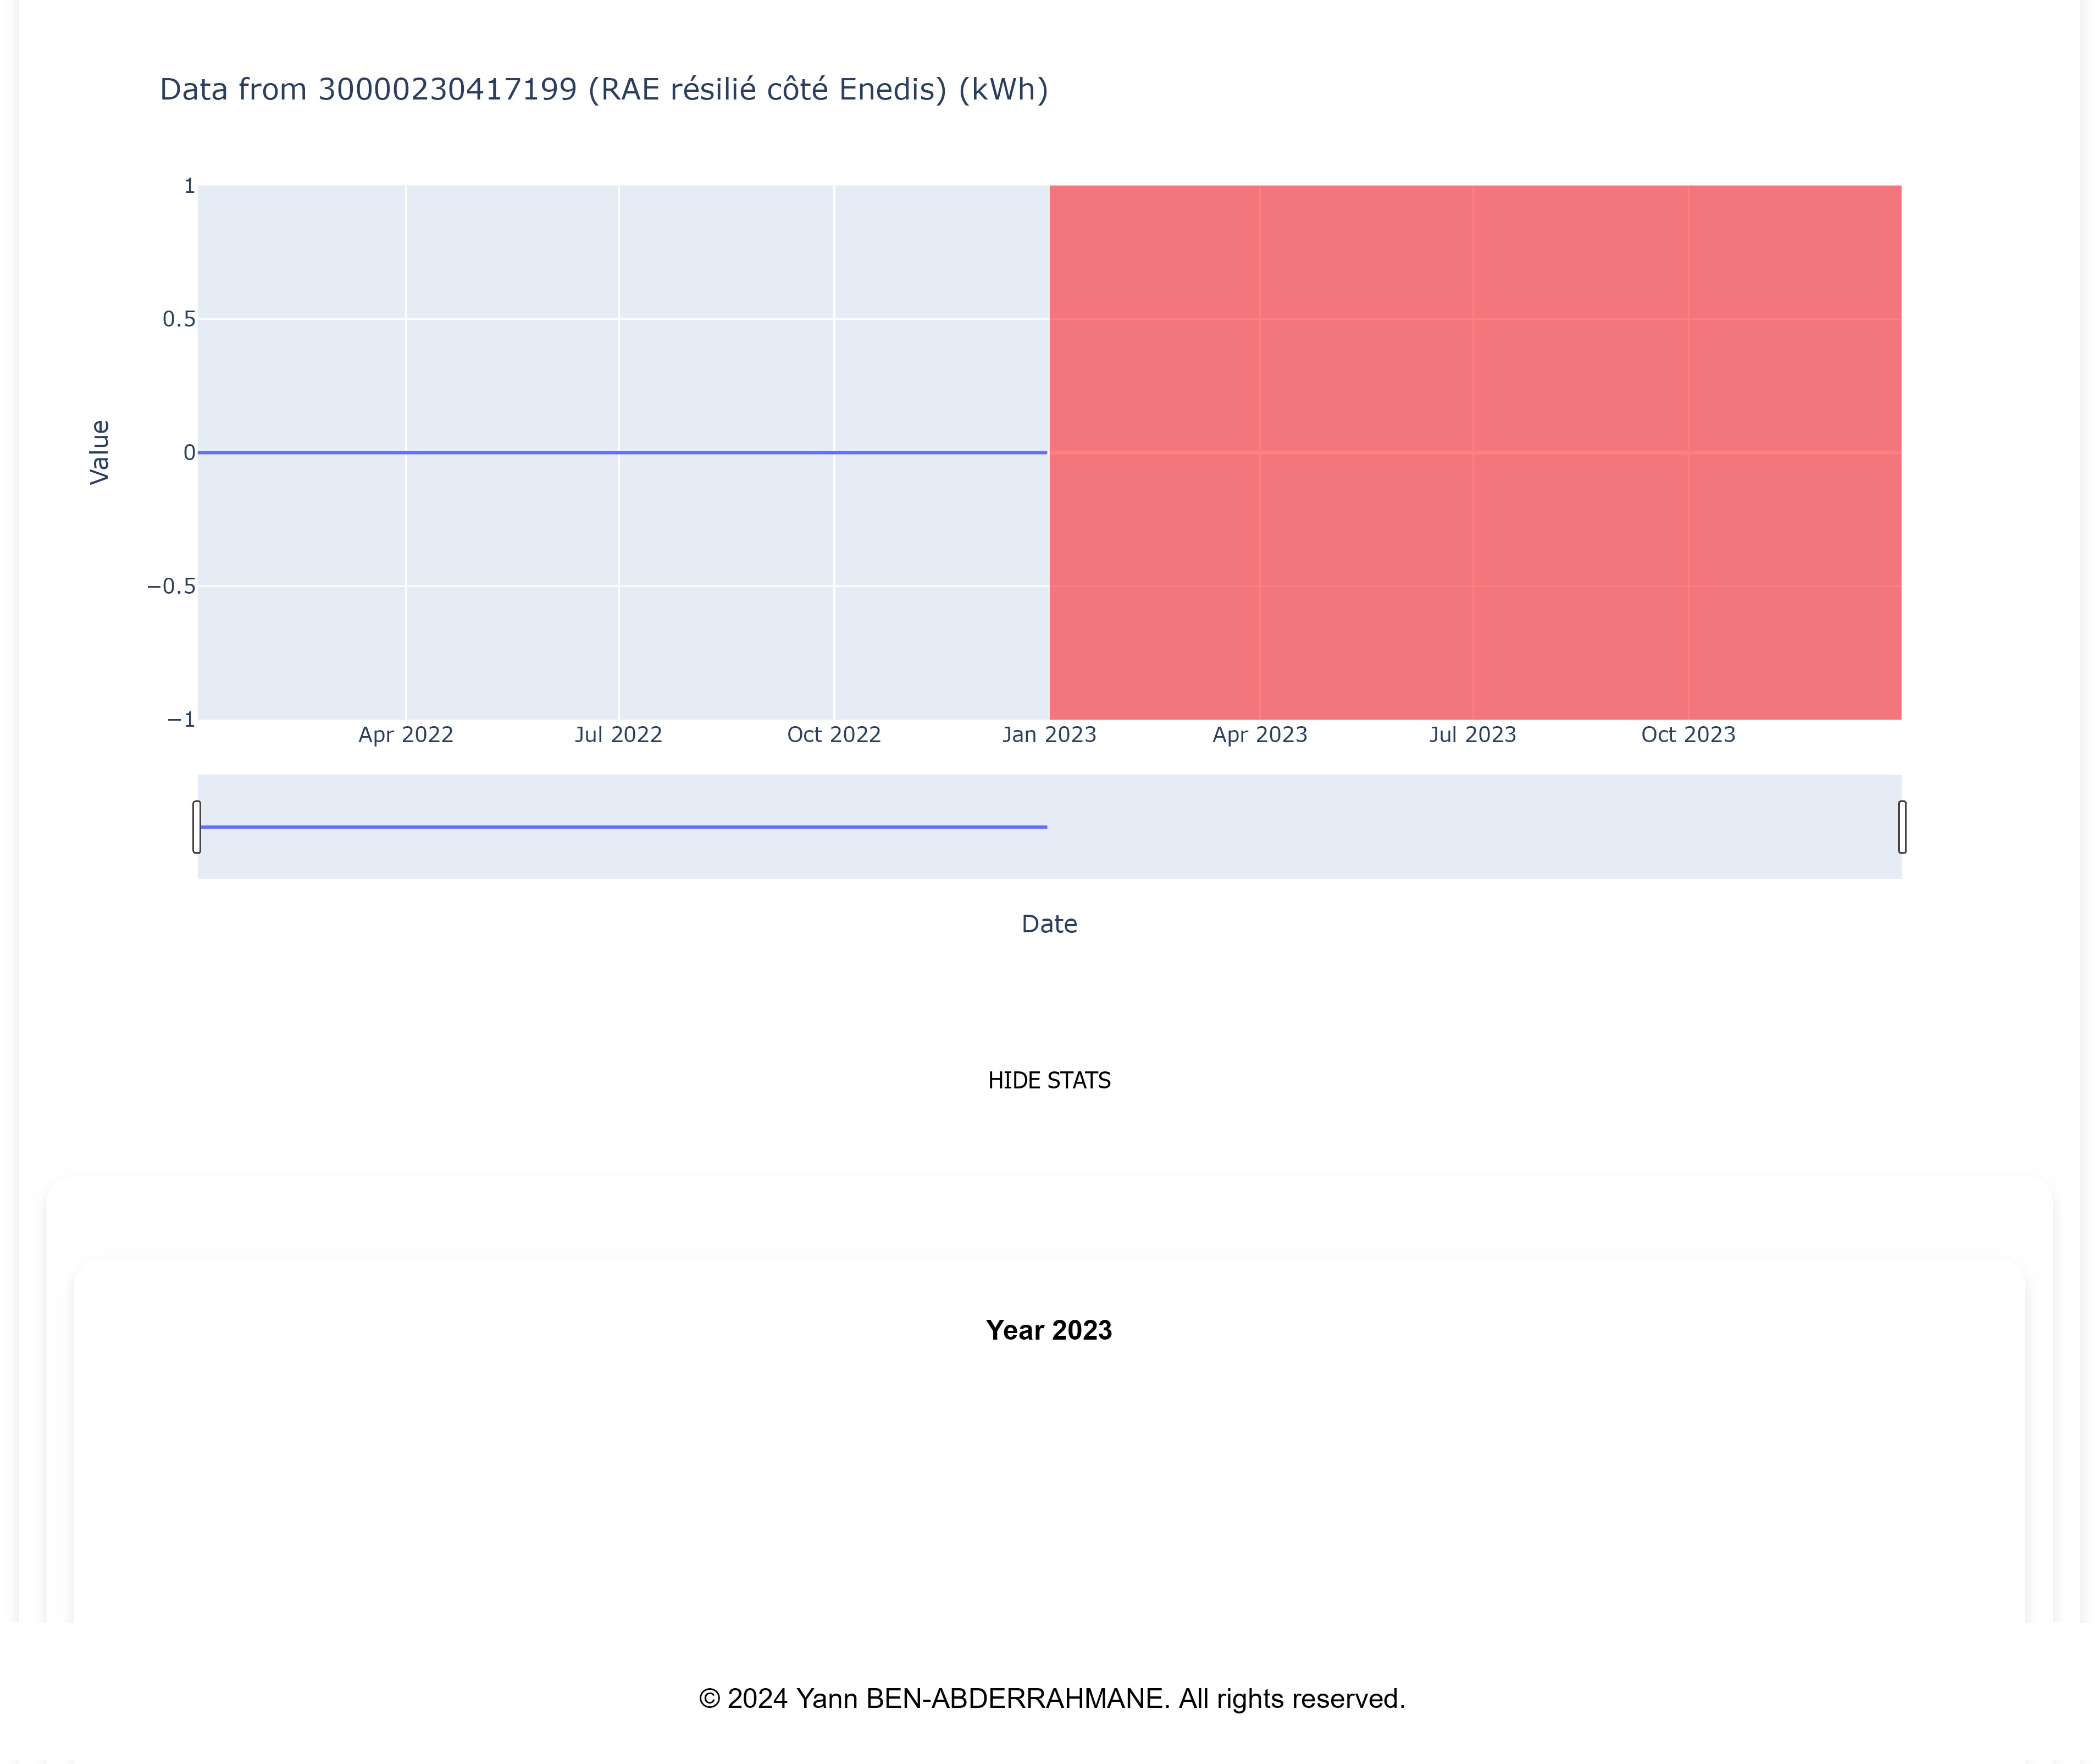 Data from 30000230417199 (RAE résilié côté Enedis) (kWh)
1
0.5
0
−0.5
−1
Value
Apr 2022 Jul 2022 Oct 2022 Jan 2023 Apr 2023 Jul 2023 Oct 2023
Date
HIDE STATS
Year 2023
© 2024 Yann BEN-ABDERRAHMANE. All rights reserved.